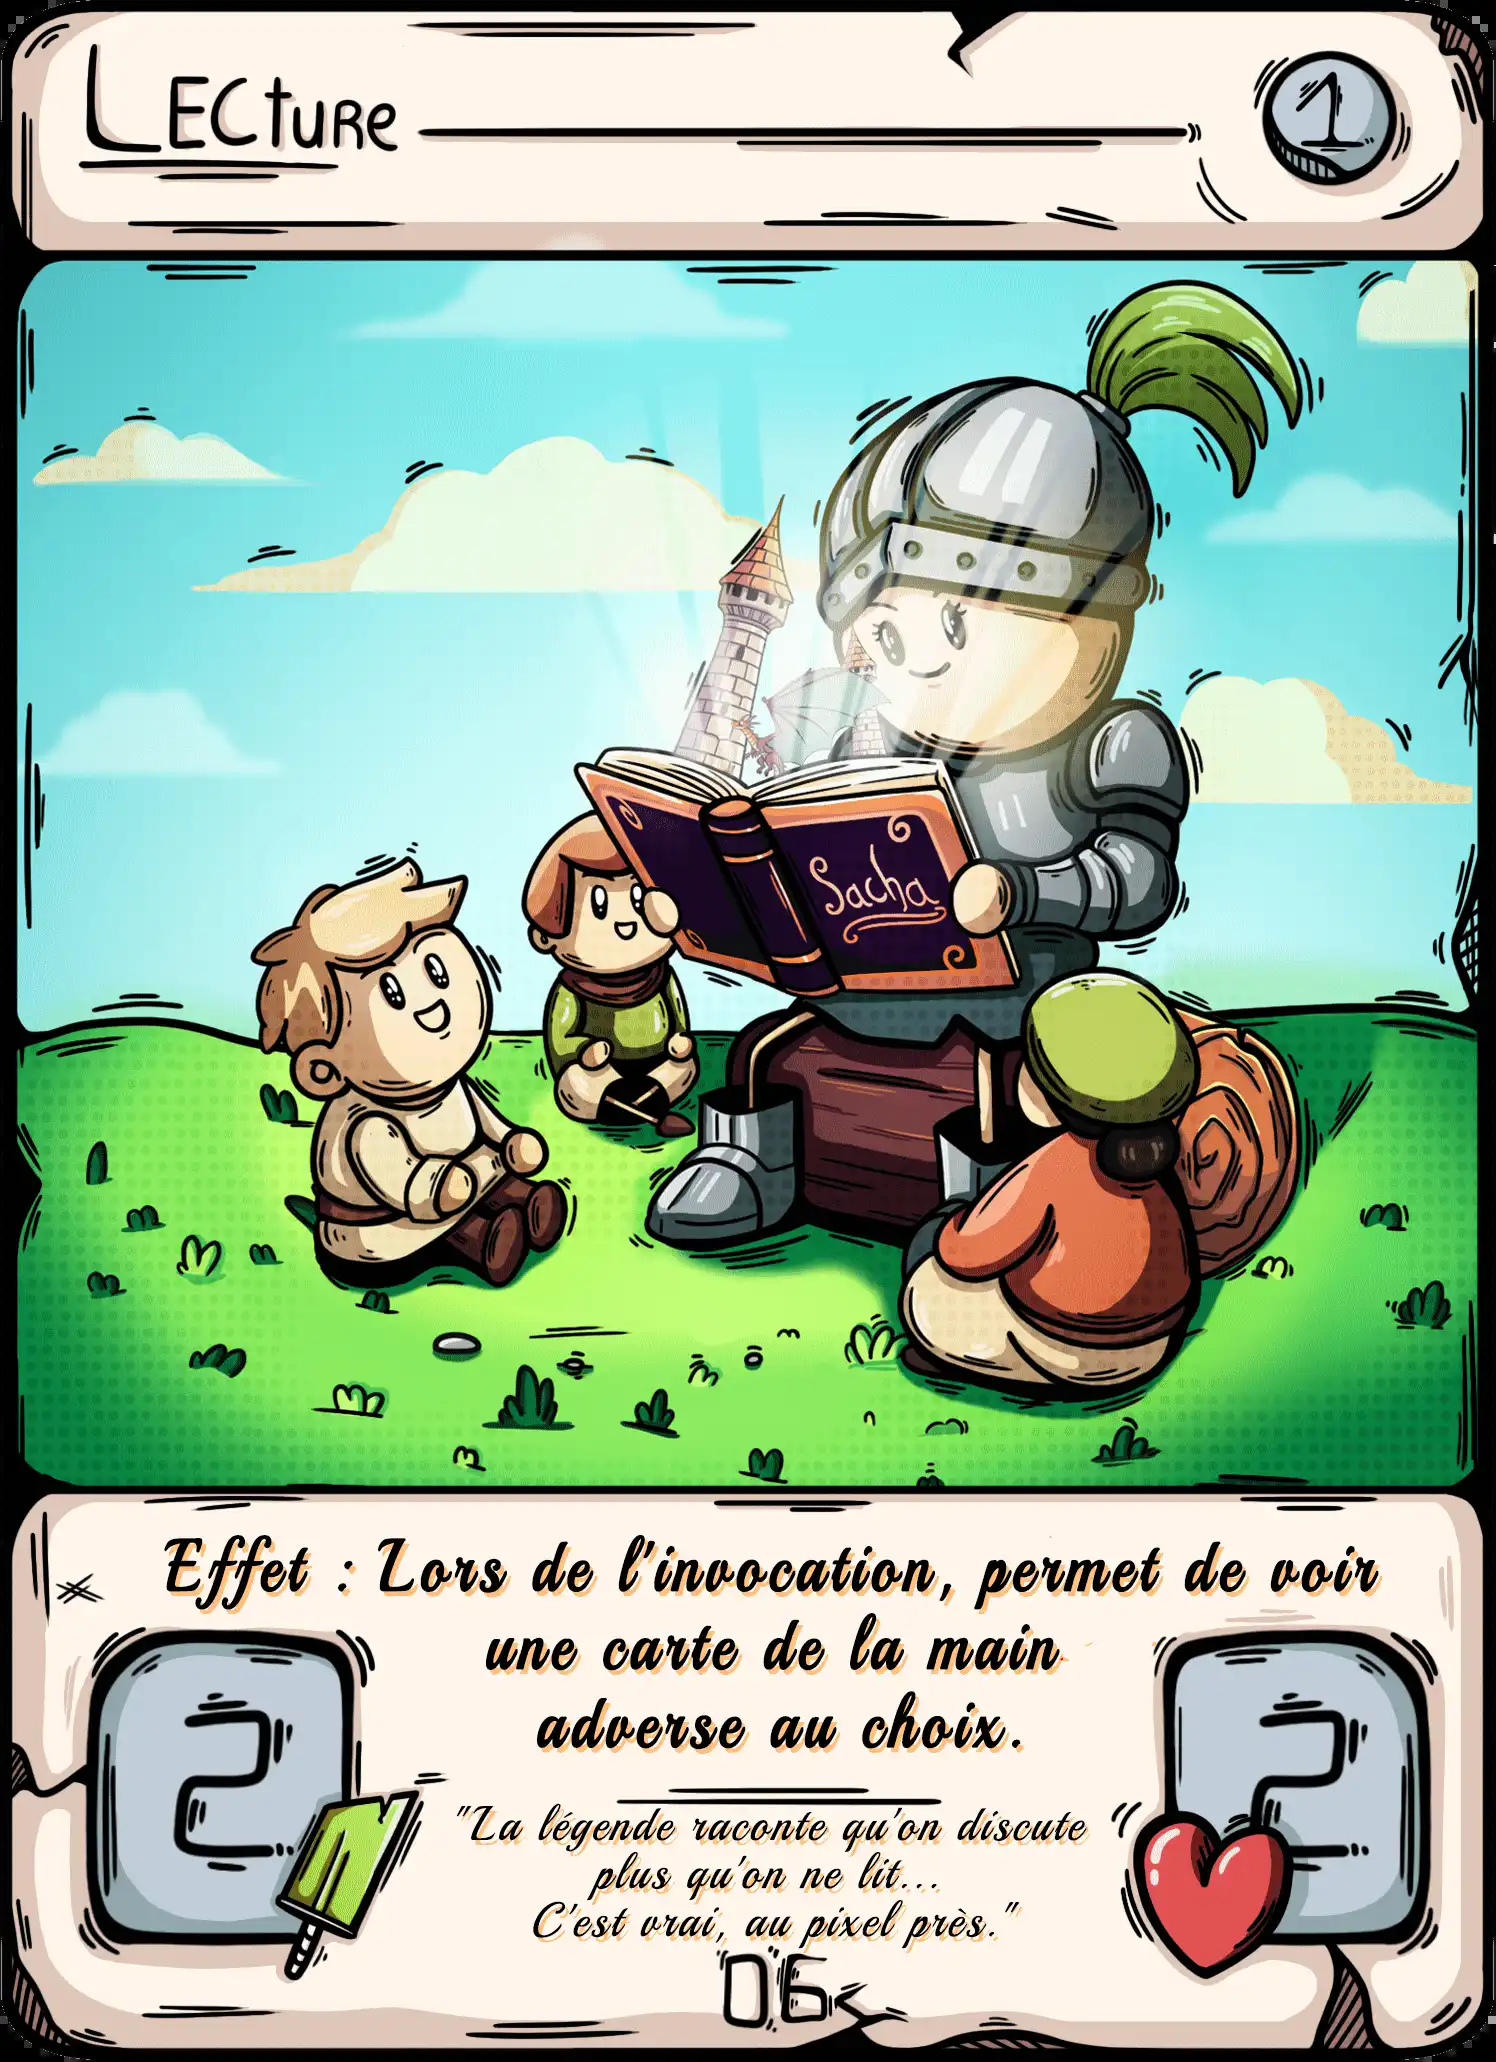 Lecture
1
Sacha
Effet : Lors de l'invocation, permet de voir
une carte de la main
adverse au choix.
2
2
"La légende raconte qu'on discute
plus qu'on ne lit...
C'est vrai, au pixel près."
06